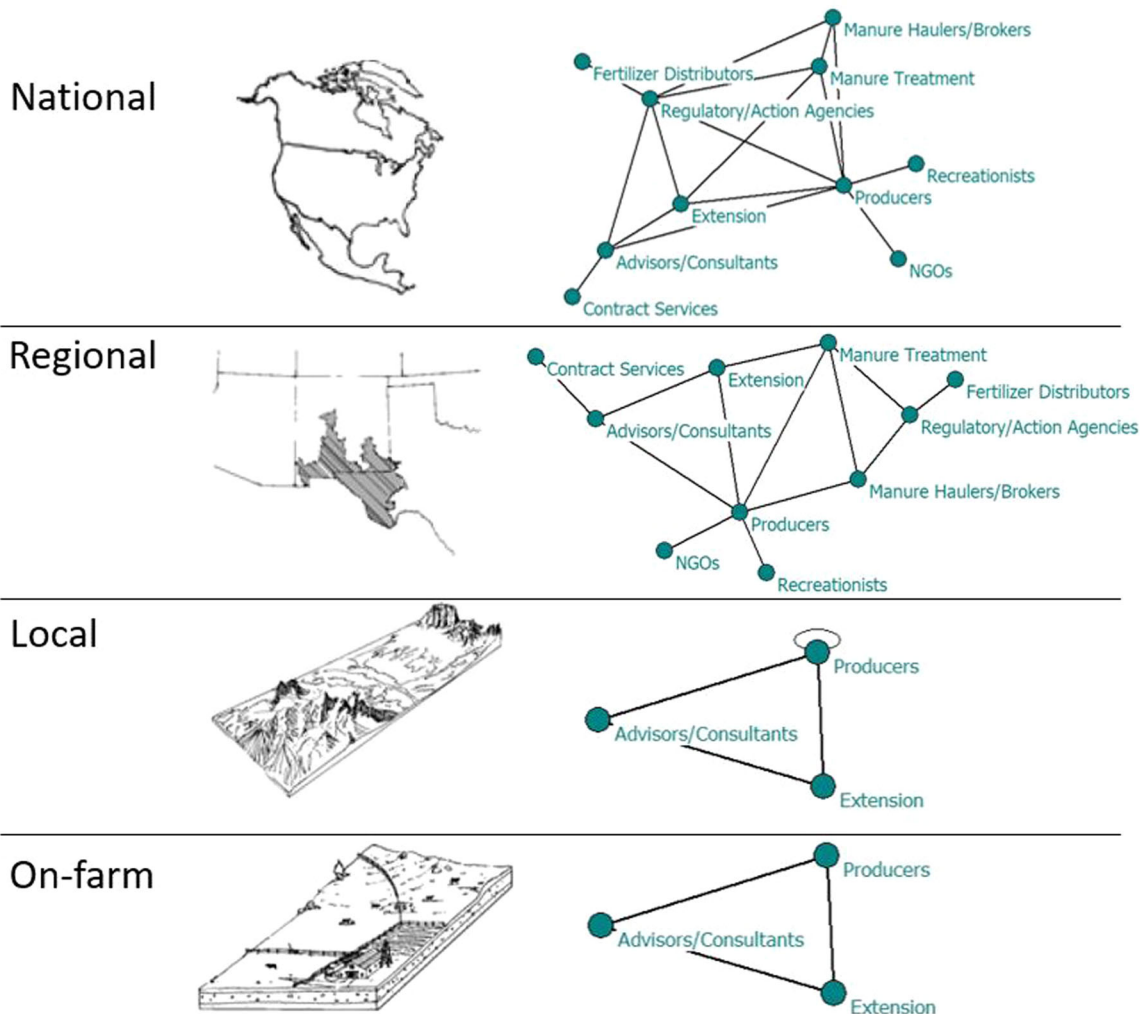 National
Manure Haulers/Brokers
Fertilizer Distributors
Manure Treatment
Regulatory/Action Agencies
Recreationists
Producers
Extension
Advisors/Consultants
NGOs
Contract Services
Regional
Manure Treatment
Contract Services
Extension
Fertilizer Distributors
Advisors/Consultants
Regulatory/Action Agencies
Manure Haulers/Brokers
Producers
NGOs
Recreationists
Local
Producers
Advisors/Consultants
Extension
On-farm
Producers
Advisors/Consultants
Extension